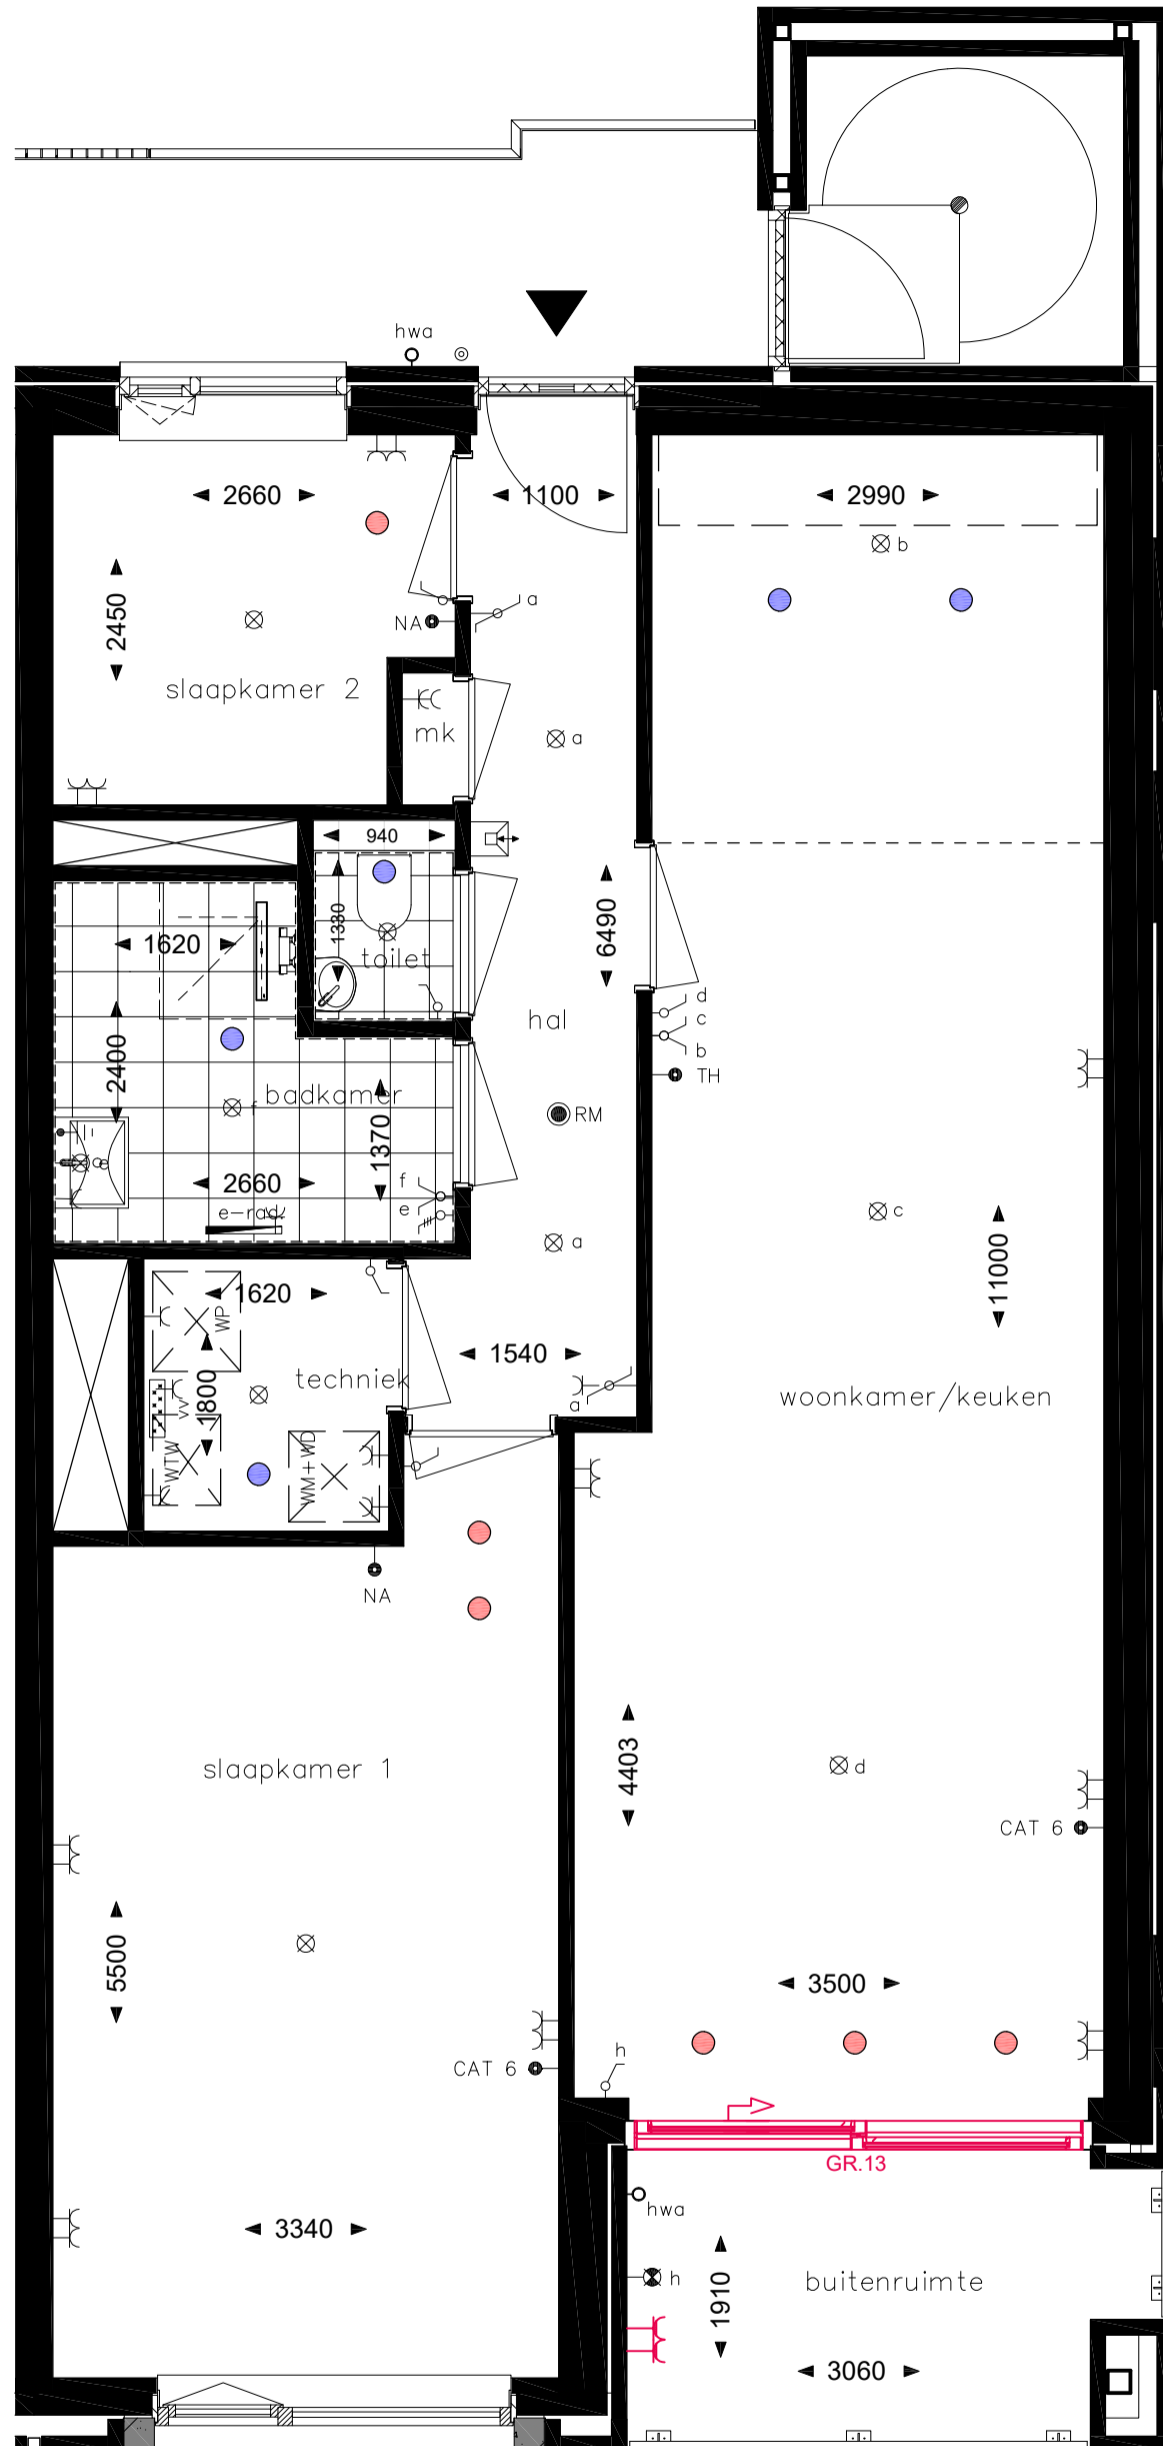 hwa
2660
1100
2990
b
2450
NA
a
slaapkamer 2
mk
a
940
1330
1620
toilet
6490
d
c
b
hal
TH
2400
badkamer
f
RM
1370
2660
f
e
e-rad
a
c
11000
1620
WP
1540
techniek
1800
a
woonkamer/keuken
VV
WTW
WM+WD
NA
slaapkamer 1
4403
d
CAT 6
5500
3500
h
CAT 6
GR.13
hwa
h
1910
buitenruimte
3340
3060